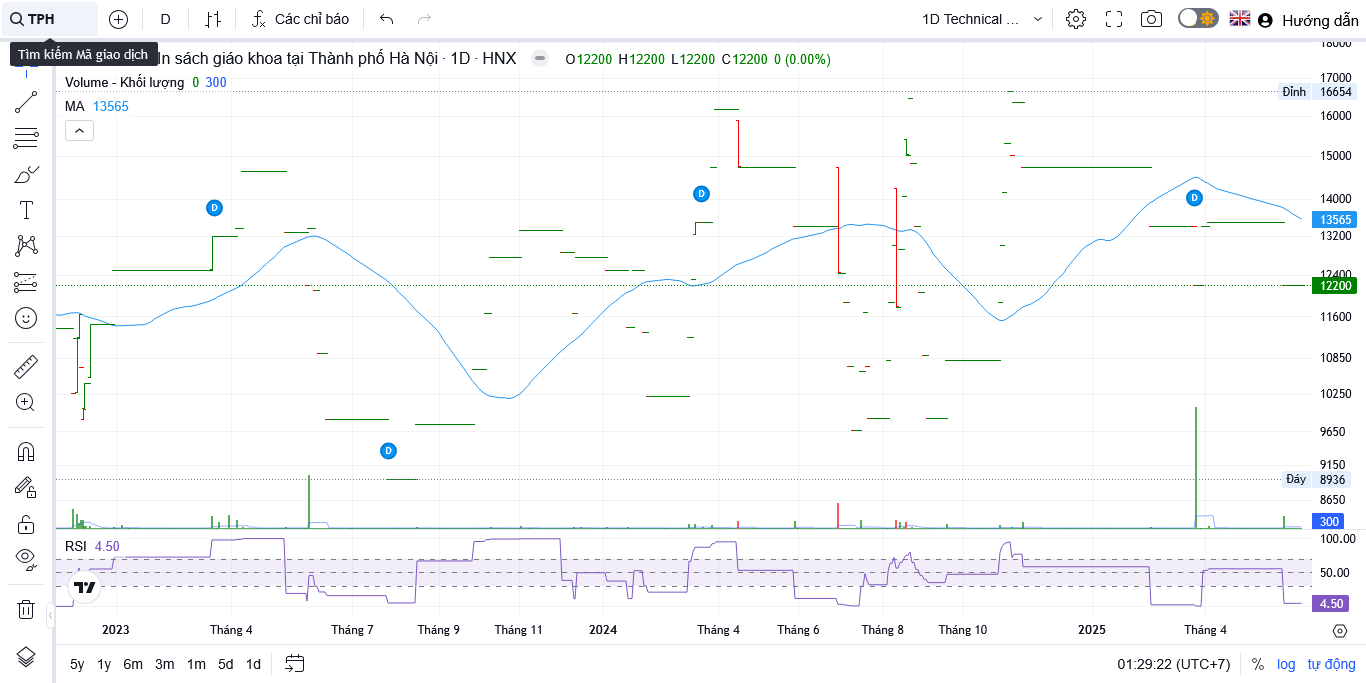 TPH
D
Các chỉ báo
1D Technical ...
Hướng dẫn
Tìm kiếm Mã giao dịch
In sách giáo khoa tại Thành phố Hà Nội · 1D · HNX
O12200 H12200 L12200 C12200 0 (0.00%)
Volume - Khối lượng 0 300
MA 13565
18000
17000
Đỉnh 16654
16000
15000
14000
13565
13200
12400
12200
11600
10850
10250
9650
9150
Đáy 8936
8650
300
D
D
D
D
RSI 4.50
100.00
50.00
4.50
2023 Tháng 4 Tháng 7 Tháng 9 Tháng 11 2024 Tháng 4 Tháng 6 Tháng 8 Tháng 10 2025 Tháng 4
5y 1y 6m 3m 1m 5d 1d
01:29:22 (UTC+7) % log tự động